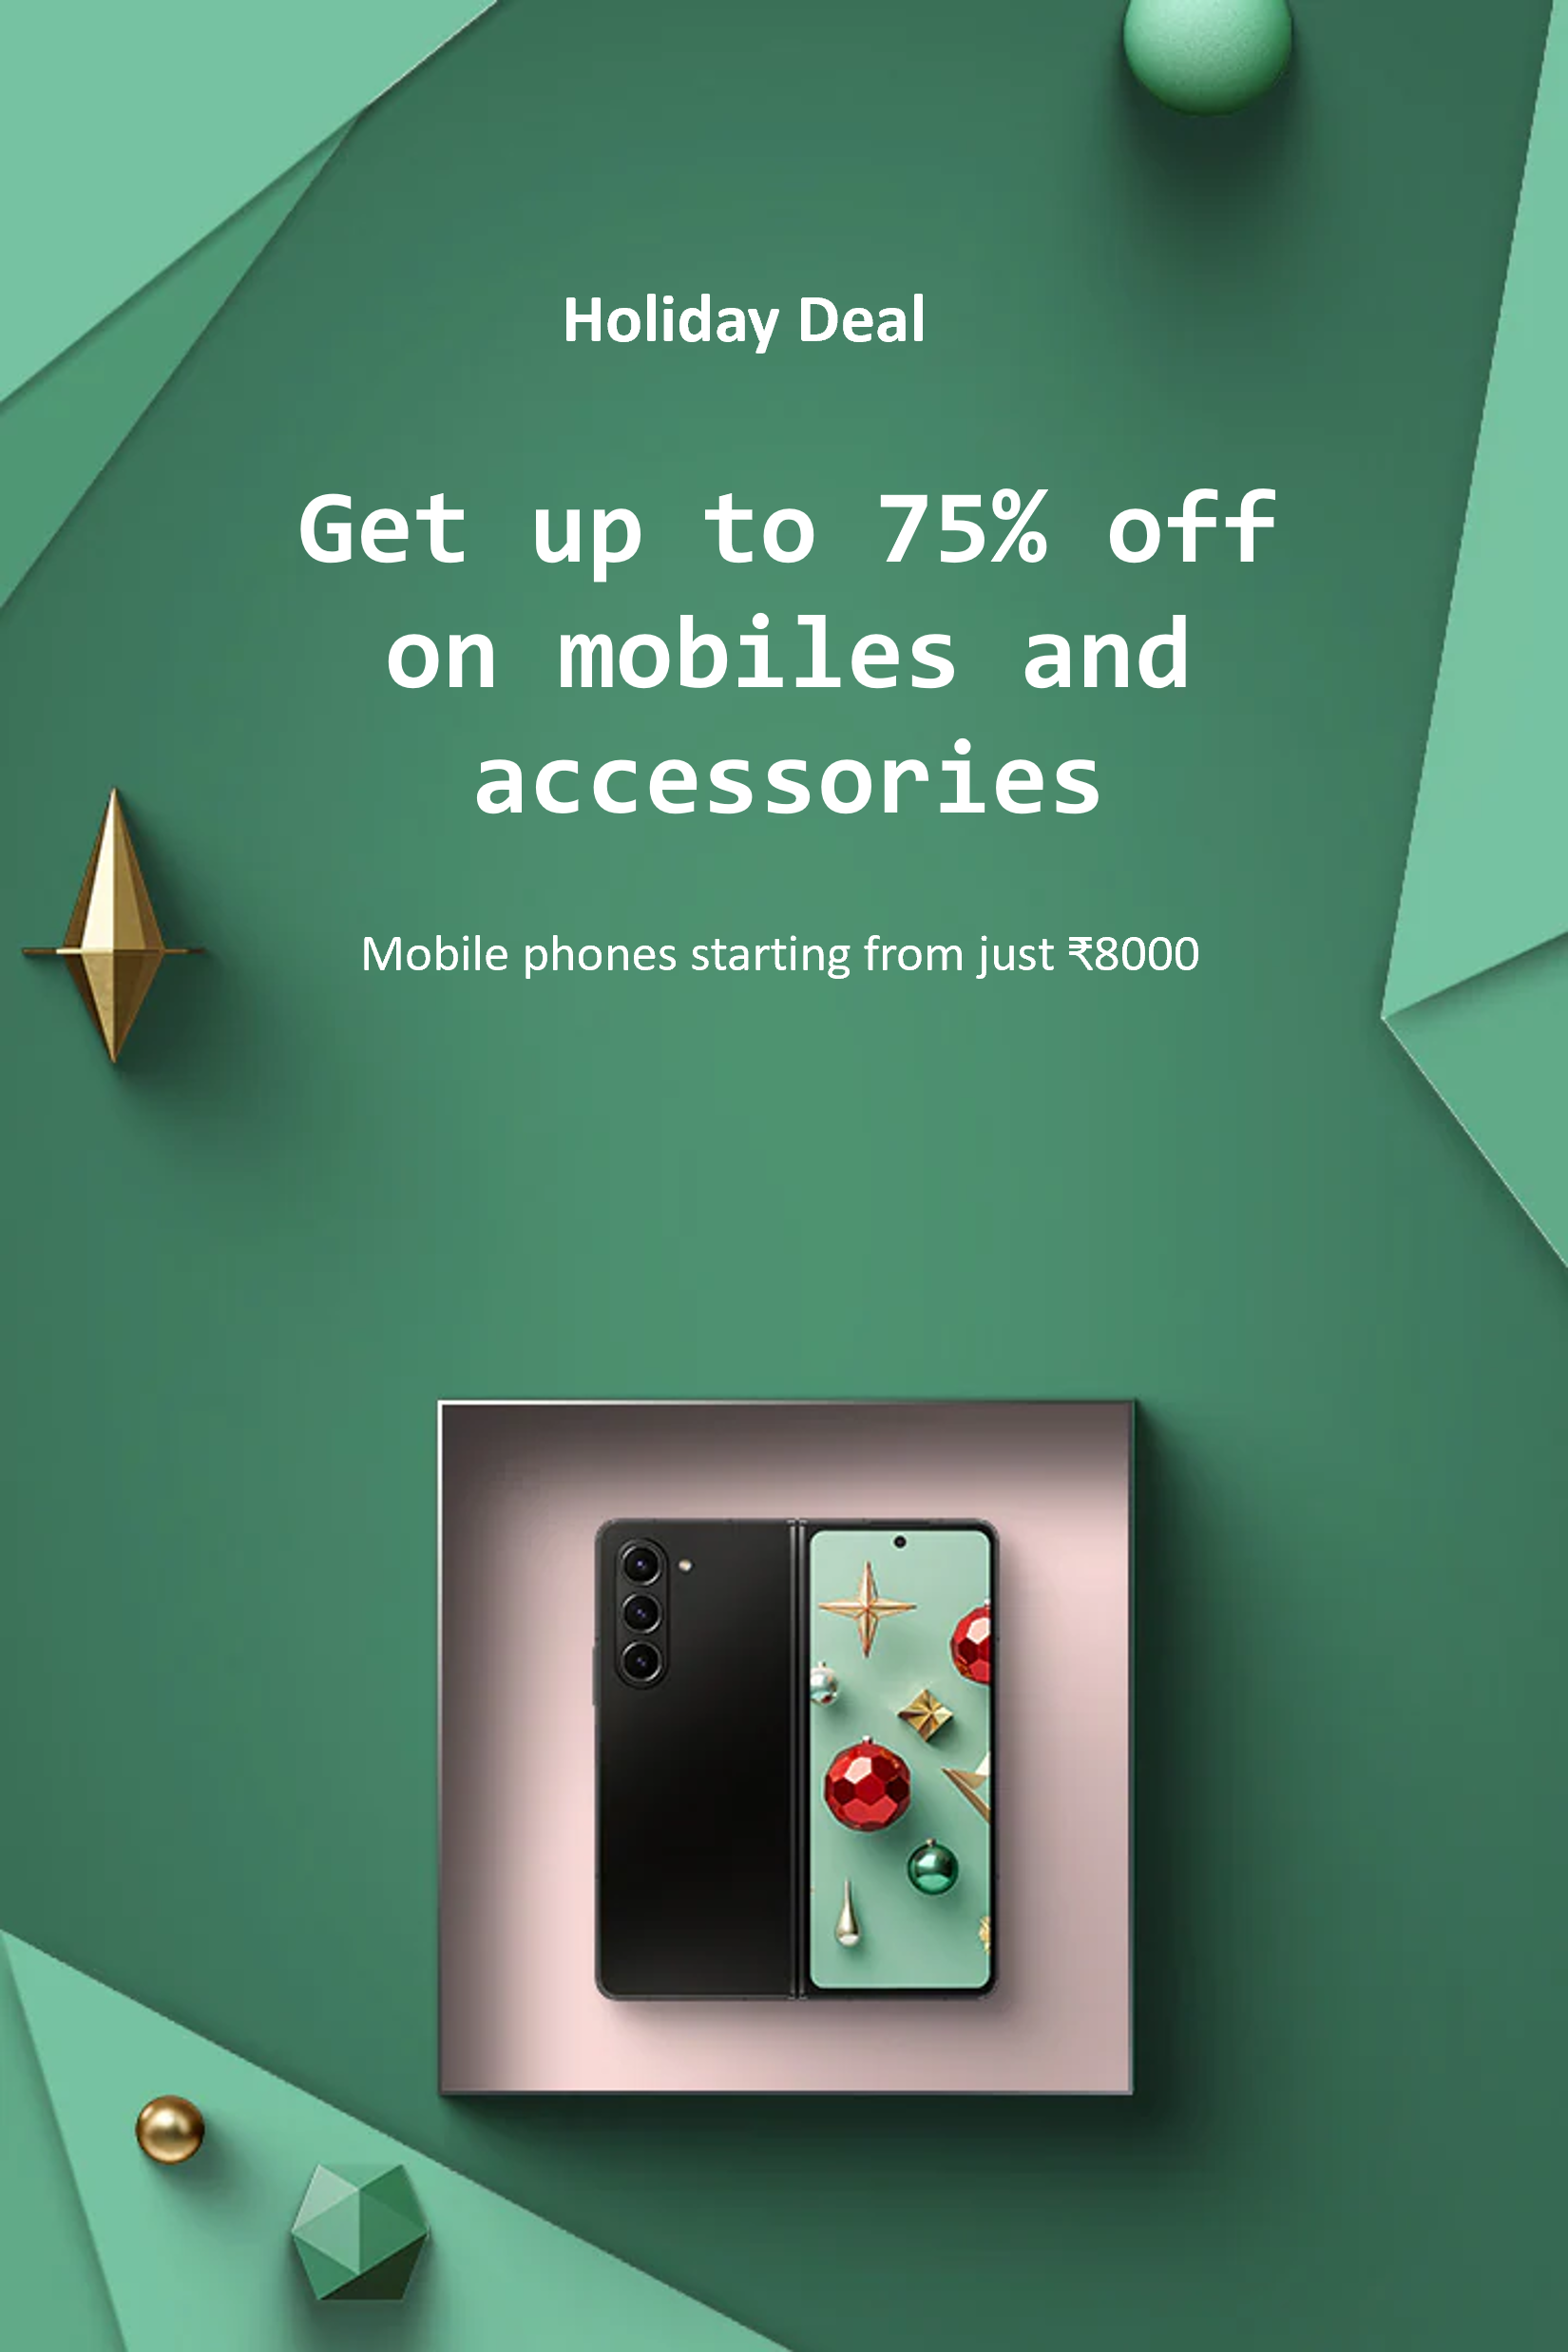 Holiday Deal
Get up to 75% off
on mobiles and
accessories
Mobile phones starting from just ₹8000